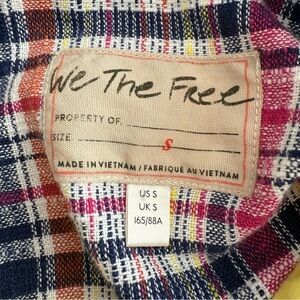 We The Free
PROPERTY OF.
SIZE S
MADE IN VIETNAM / FABRIQUE AU VIETNAM
US S
UK S
165/88A